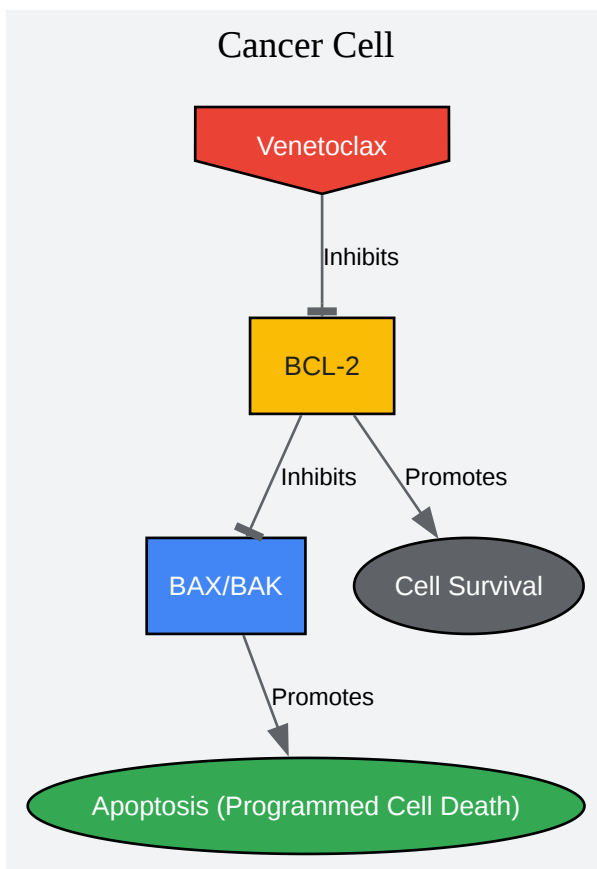 Cancer Cell
Venetoclax
Inhibits
BCL-2
Inhibits
Promotes
BAX/BAK
Cell Survival
Promotes
Apoptosis (Programmed Cell Death)